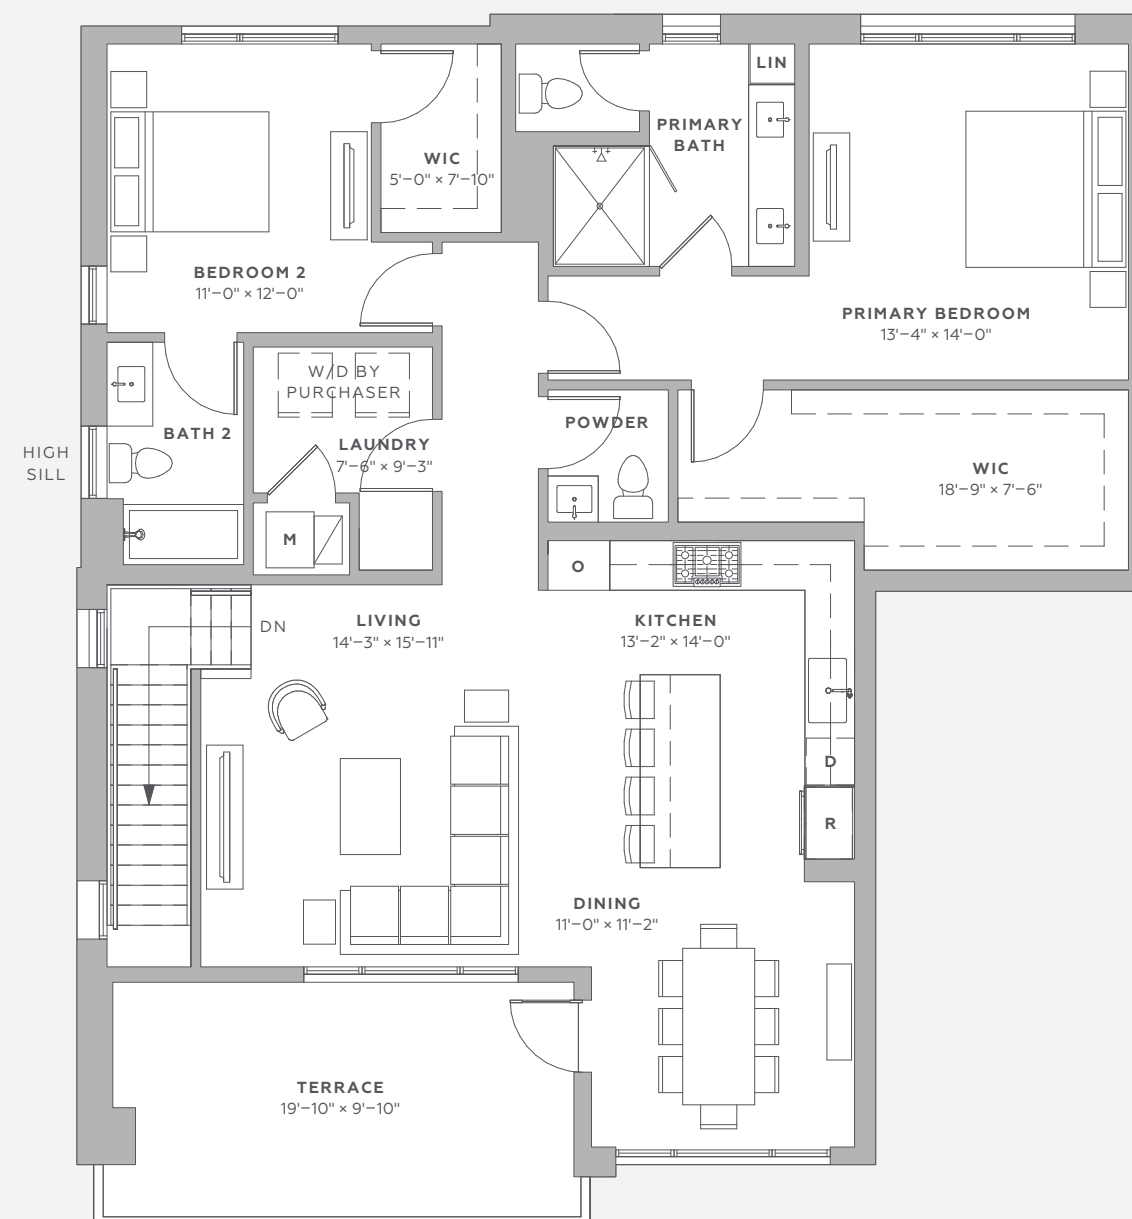 LIN
PRIMARY
BATH
WIC
5'–0" × 7'–10"
BEDROOM 2
11'–0" × 12'–0"
PRIMARY BEDROOM
13'–4" × 14'–0"
W/D BY
PURCHASER
POWDER
BATH 2
LAUNDRY
7'–6" × 9'–3"
HIGH
SILL
WIC
18'–9" × 7'–6"
M
O
DN
LIVING
14'–3" × 15'–11"
KITCHEN
13'–2" × 14'–0"
D
R
DINING
11'–0" × 11'–2"
TERRACE
19'–10" × 9'–10"